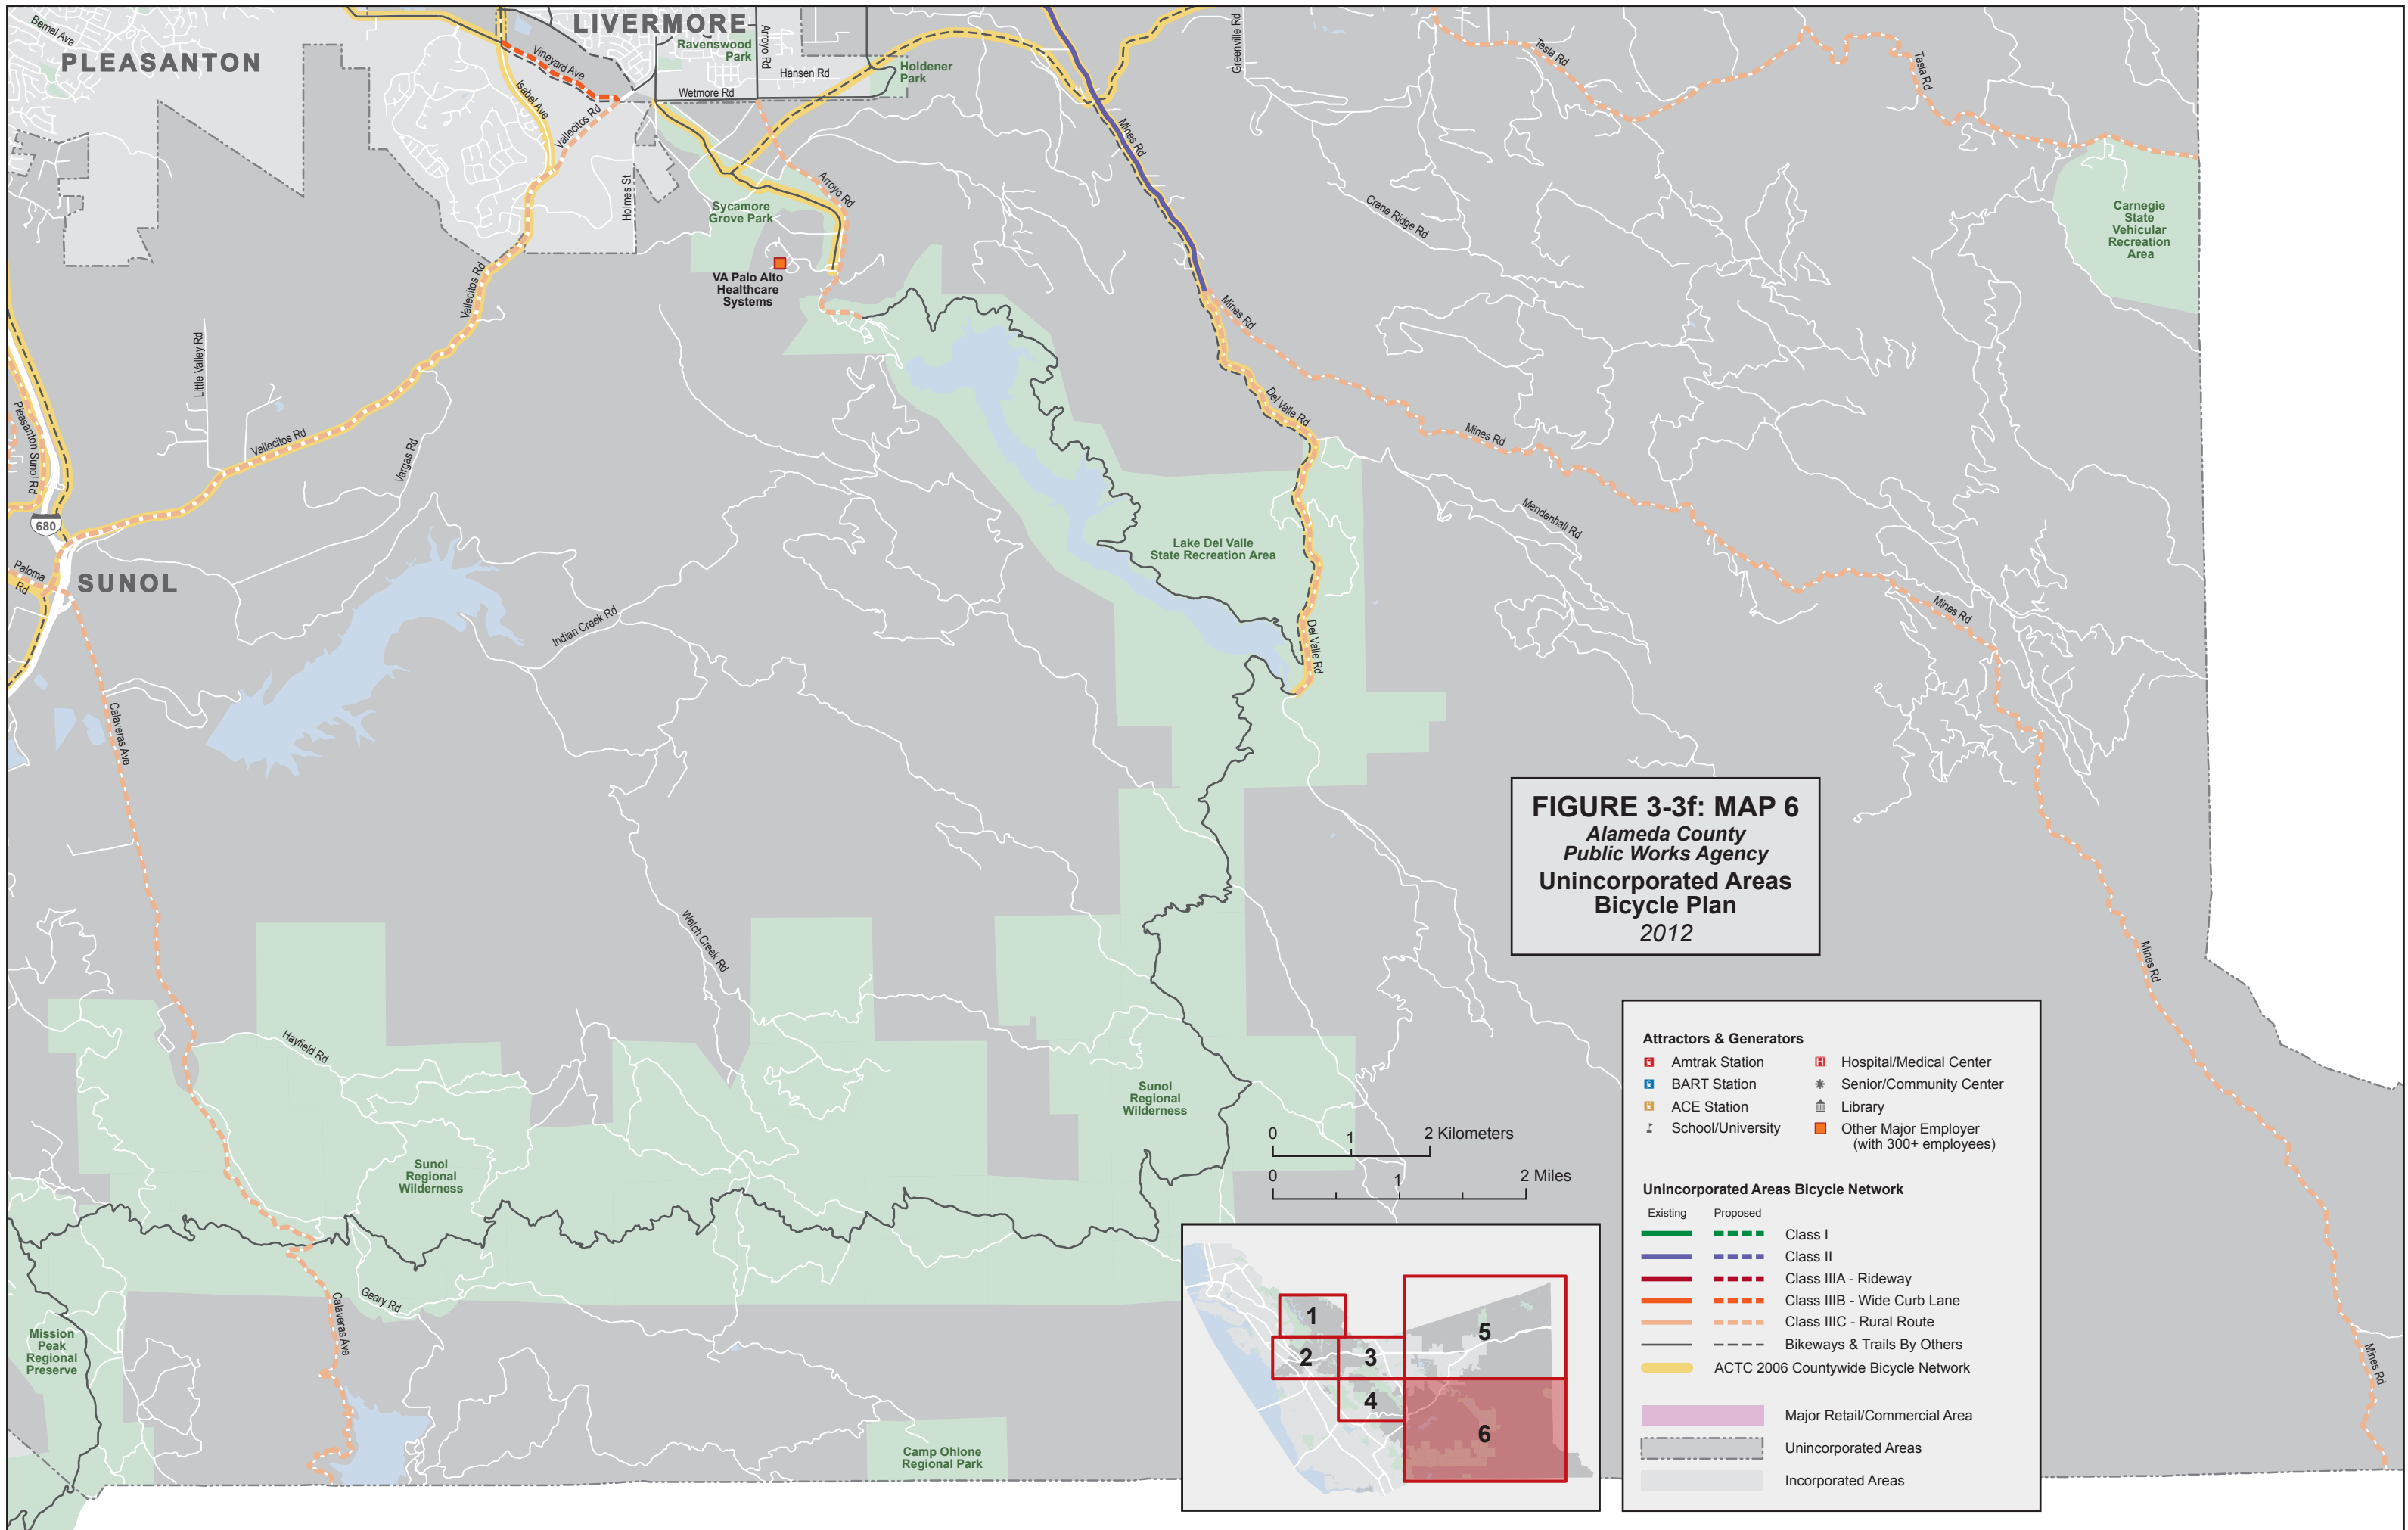 Bernal Ave
PLEASANTON
LIVERMORE
Vineyard Ave
Isabel Ave
Ravenswood
Park
Arroyo Rd
Hansen Rd
Wetmore Rd
Holdener
Park
Greenville Rd
Tesla Rd
Tesla Rd
Vallecitos Rd
Mines Rd
Holmes St
Arroyo Rd
Sycamore
Grove Park
Crane Ridge Rd
Carnegie
State
Vehicular
Recreation
Area
VA Palo Alto
Healthcare
Systems
Vallecitos Rd
Mines Rd
Little Valley Rd
Del Valle Rd
Pleasanton Sunol Rd
Vallecitos Rd
Vargas Rd
Mines Rd
680
Mendenhall Rd
Lake Del Valle
State Recreation Area
Paloma
Rd
SUNOL
Indian Creek Rd
Del Valle Rd
Mines Rd
Calaveras Ave
FIGURE 3-3f: MAP 6
Alameda County
Public Works Agency
Unincorporated Areas
Bicycle Plan
2012
Welch Creek Rd
Mines Rd
Hayfield Rd
Sunol
Regional
Wilderness
Sunol
Regional
Wilderness
0
1
2 Kilometers
0
1
2 Miles
Geary Rd
Calaveras Ave
Mission
Peak
Regional
Preserve
Camp Ohlone
Regional Park
Mines Rd
1
2
3
4
5
6
Attractors & Generators
Amtrak Station
BART Station
ACE Station
School/University
H
Hospital/Medical Center
Senior/Community Center
Library
Other Major Employer
(with 300+ employees)
Unincorporated Areas Bicycle Network
Existing Proposed
Class I
Class II
Class IIIA - Rideway
Class IIIB - Wide Curb Lane
Class IIIC - Rural Route
Bikeways & Trails By Others
ACTC 2006 Countywide Bicycle Network
Major Retail/Commercial Area
Unincorporated Areas
Incorporated Areas